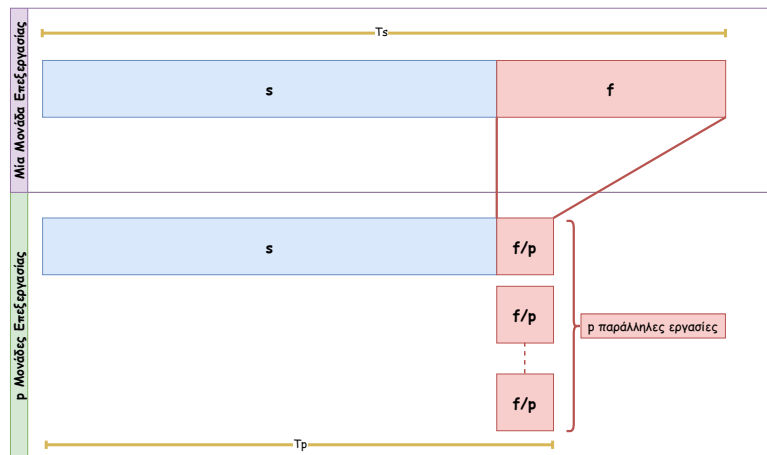 Μία Μονάδα Επεξεργασίας
Ts
s
f
p Μονάδες Επεξεργασίας
s
f/p
f/p
p παράλληλες εργασίες
f/p
Tp